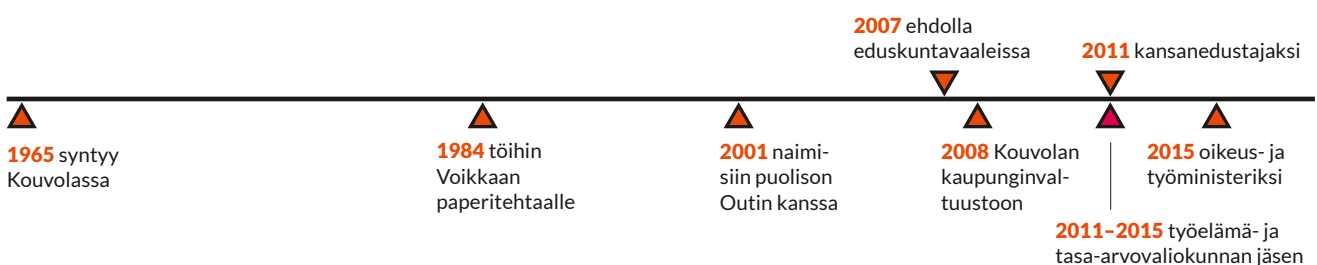 2007 ehdolla
eduskuntavaaleissa
2011 kansanedustajaksi
1965 syntyy
Kouvolassa
1984 töihin
Voikkaan
paperitehtaalle
2001 naimi-
siin puolison
Outin kanssa
2008 Kouvolan
kaupunginval-
tuustoon
2015 oikeus- ja
työministeriksi
2011–2015 työelämä- ja
tasa-arvovaliokunnan jäsen